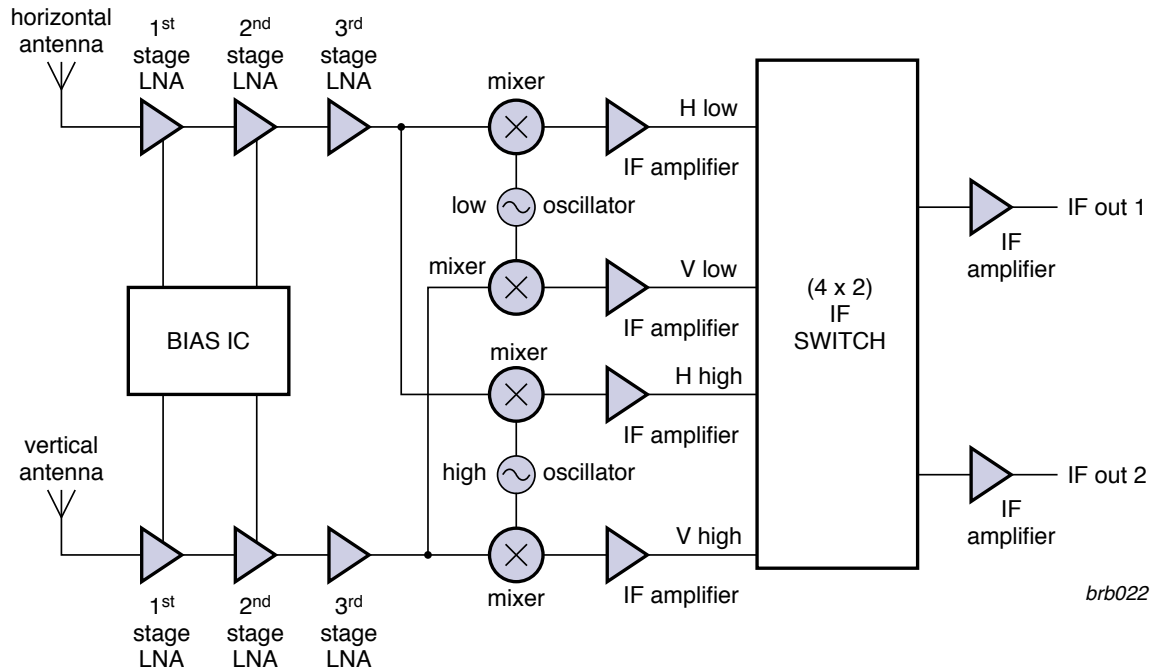 horizontal
antenna
1st
stage
LNA
2nd
stage
LNA
3rd
stage
LNA
mixer
H low
IF amplifier
low
oscillator
mixer
V low
IF amplifier
BIAS IC
mixer
H high
IF amplifier
high
oscillator
vertical
antenna
V high
IF amplifier
mixer
1st
stage
LNA
2nd
stage
LNA
3rd
stage
LNA
(4 x 2)
IF
SWITCH
IF out 1
IF
amplifier
IF out 2
IF
amplifier
brb022